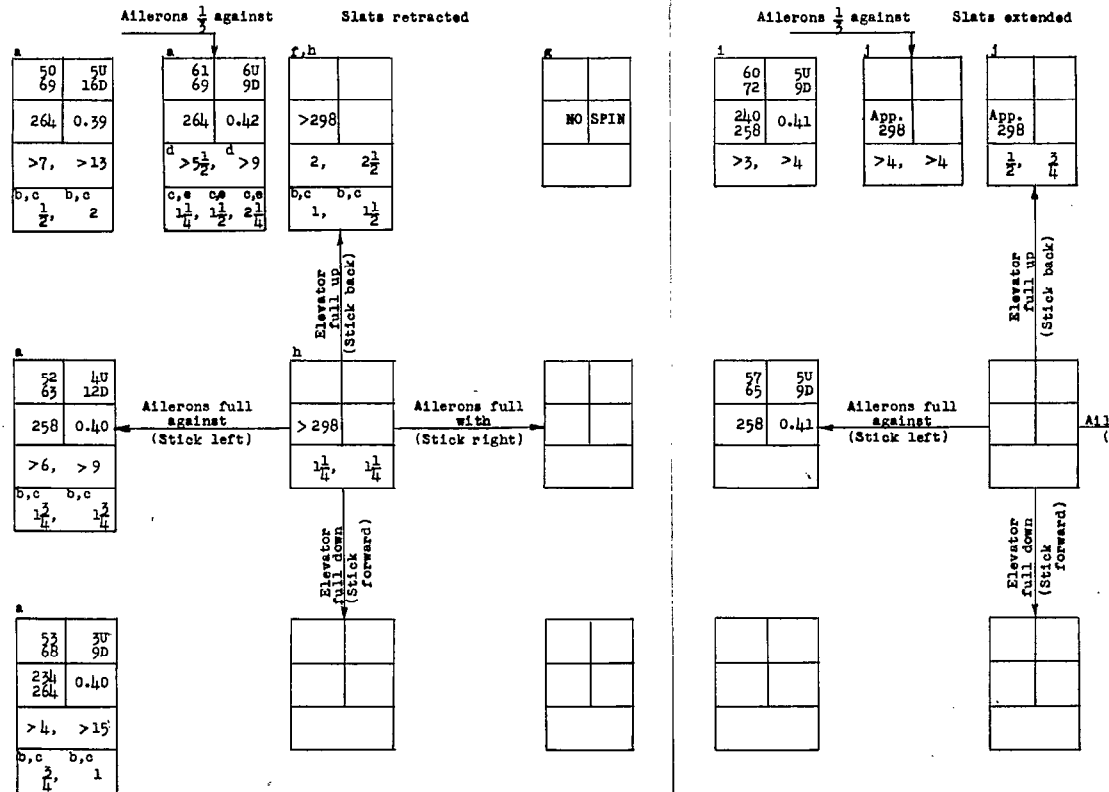 Ailerons 1/3 against
Slats retracted
a
50 5U
69 16D
264 0.39
>7, >13
b,c b,c
1/2, 2
a
61 6U
69 9D
264 0.42
d d
>5 1/2, >9
c,e c,e c,e
1 1/4, 1 1/2, 2 1/4
f,h
>298
2, 2 1/2
b,c b,c
1, 1 1/2
g
NO SPIN
Elevator
full up
(Stick back)
a
52 4U
63 12D
258 0.40
>6, >9
b,c b,c
1 3/4, 1 3/4
Ailerons full
against
(Stick left)
h
>298
1 1/4, 1 1/4
Ailerons full
with
(Stick right)
Elevator
full down
(Stick
forward)
a
53 3U
68 9D
234
264 0.40
>4, >15
b,c b,c
3/4, 1
Ailerons 1/3 against
Slats extended
i
60 5U
72 9D
240
258 0.41
>3, >4
j
App.
298
>4, >4
j
App.
298
1/2, 3/4
Elevator
full up
(Stick back)
57 5U
65 9D
258 0.41
Ailerons full
against
(Stick left)
Ail
(
Elevator
full down
(Stick
forward)